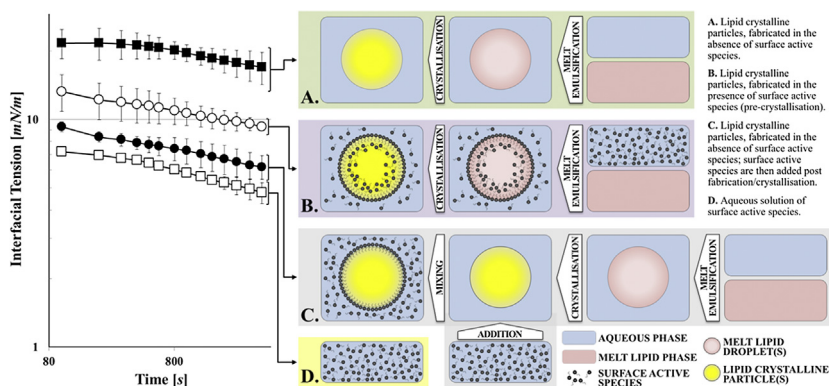 Interfacial Tension [mN/m]
10
1
80
800
Time [s]
A.
CRYSTALLISATION
MELT
EMULSIFICATION
B.
CRYSTALLISATION
MELT
EMULSIFICATION
C.
MIXING
CRYSTALLISATION
MELT
EMULSIFICATION
D.
ADDITION
AQUEOUS PHASE
MELT LIPID PHASE
SURFACE ACTIVE
SPECIES
MELT LIPID
DROPLET(S)
LIPID CRYSTALLINE
PARTICLE(S)
A. Lipid crystalline
particles, fabricated in the
absence of surface active
species.
B. Lipid crystalline
particles, fabricated in the
presence of surface active
species (pre-crystallisation).
C. Lipid crystalline
particles, fabricated in the
absence of surface active
species; surface active
species are then added post
fabrication/crystallisation.
D. Aqueous solution of
surface active species.